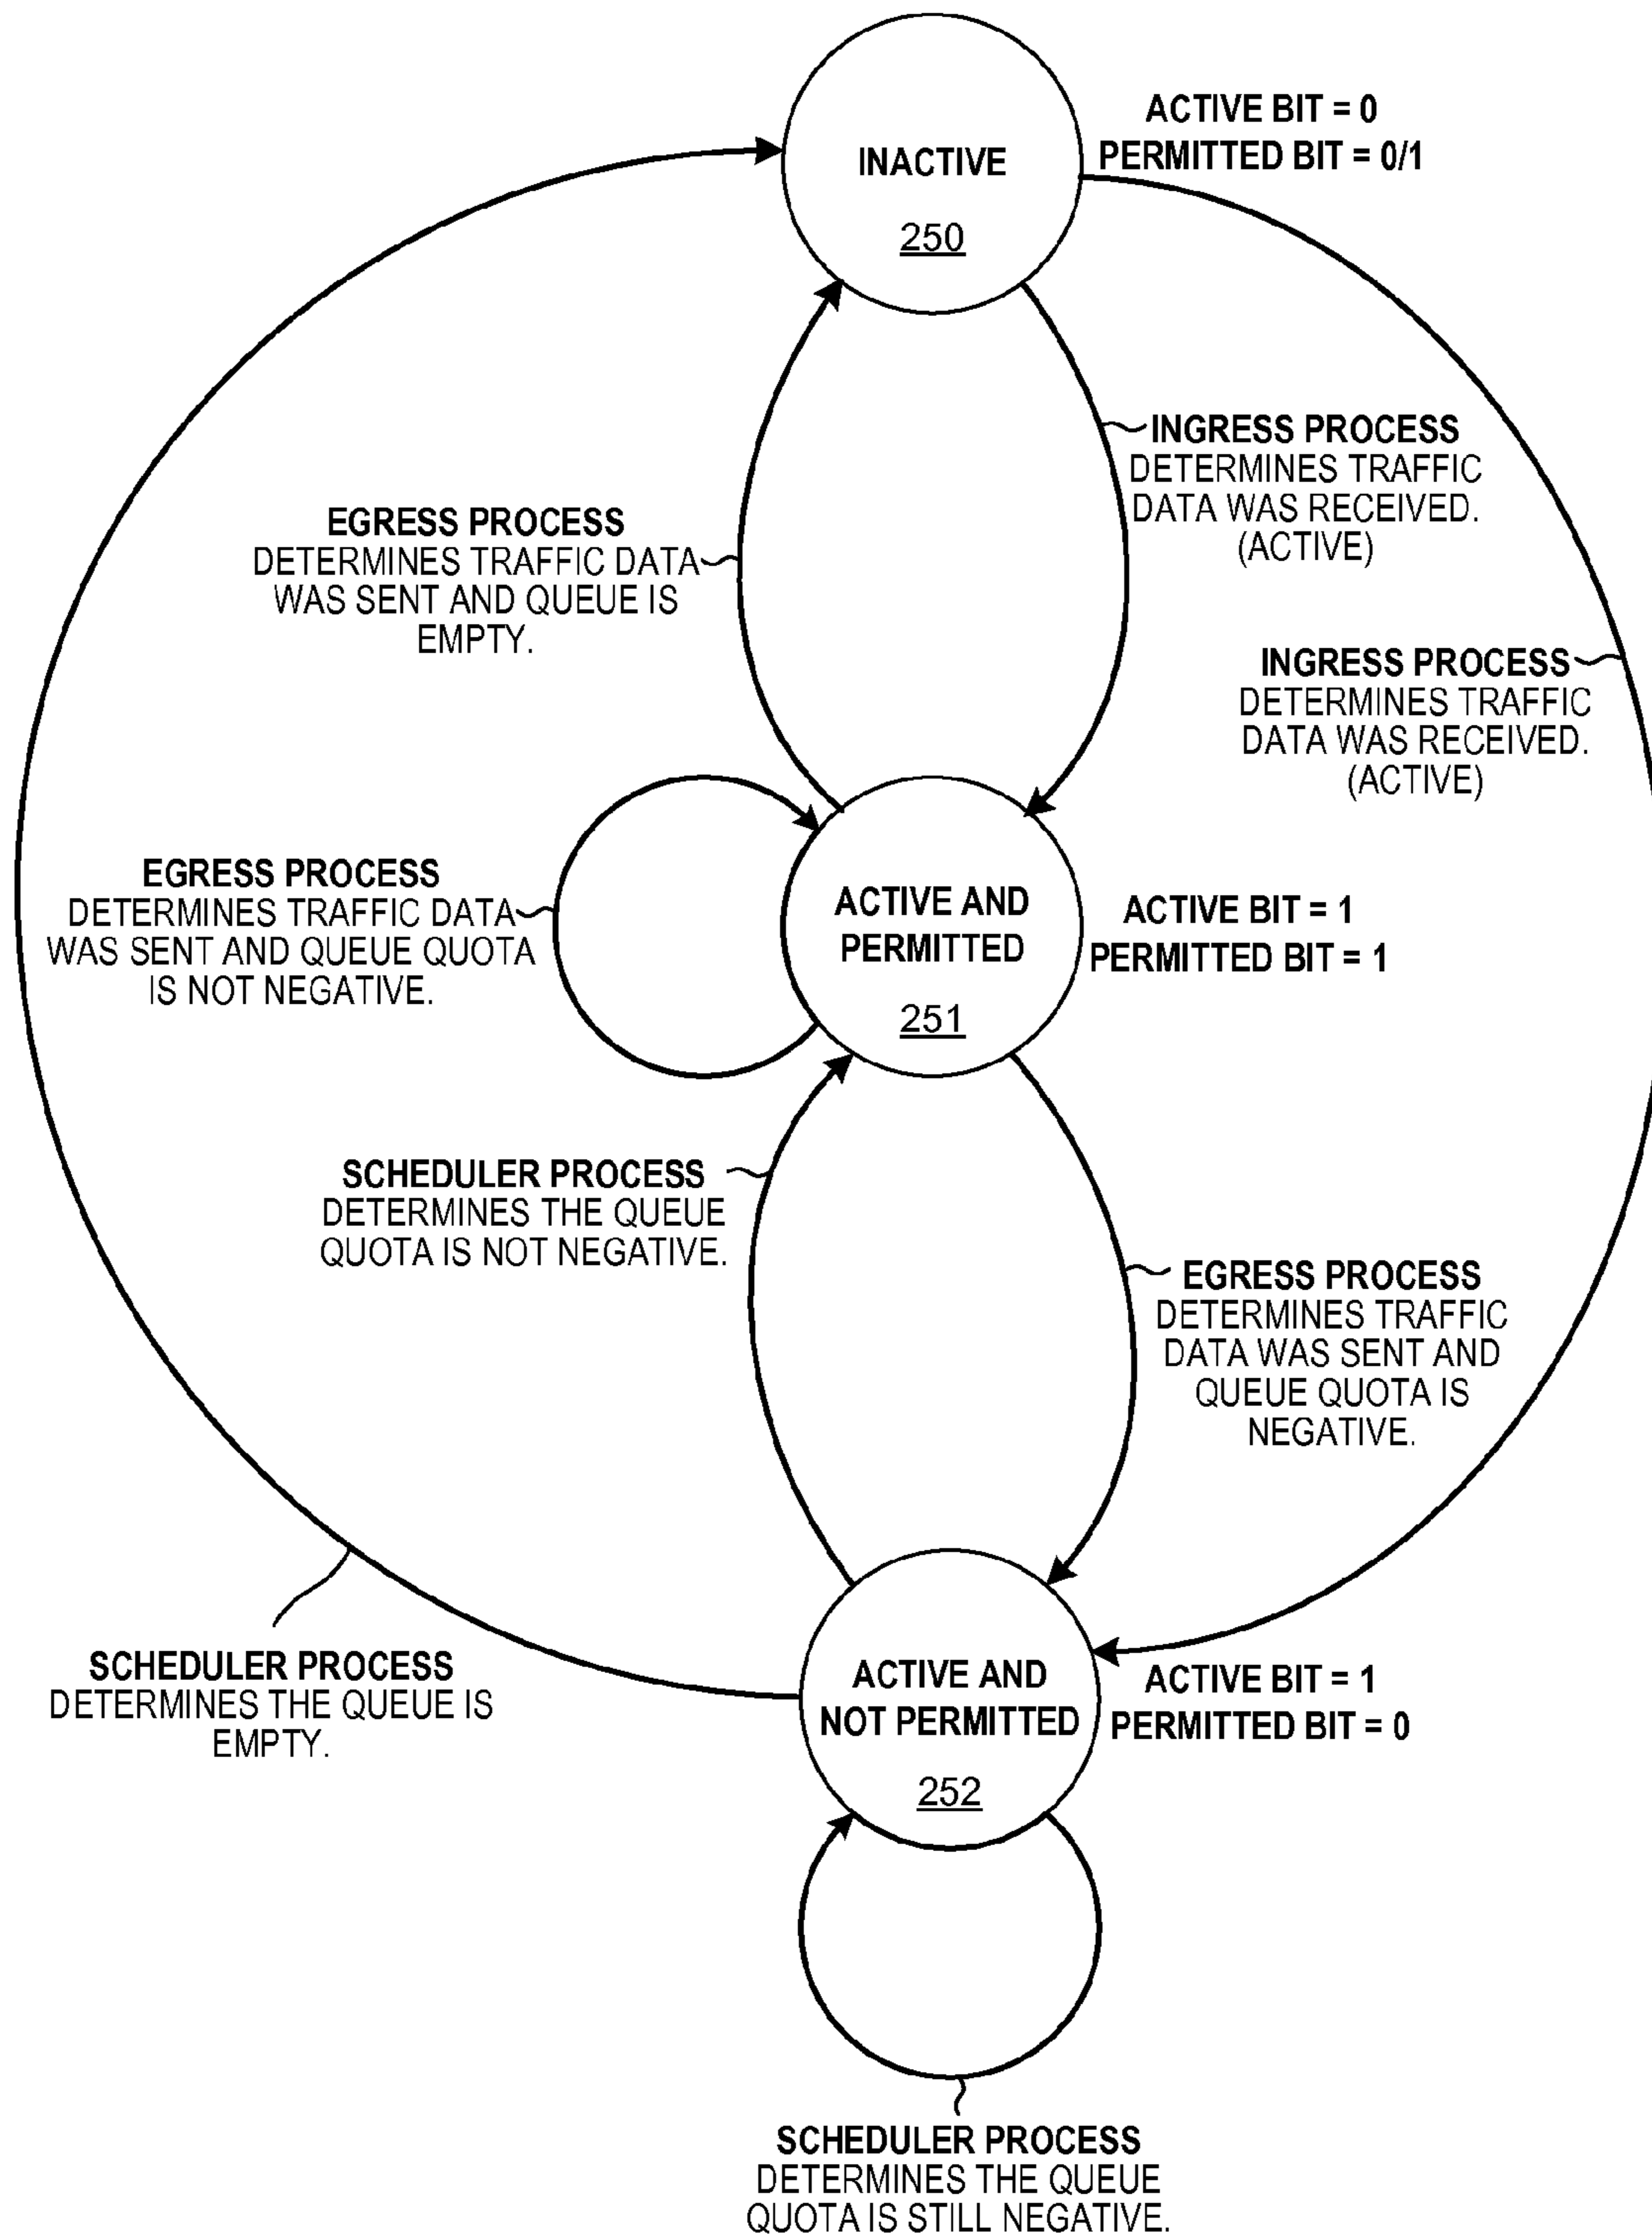 ACTIVE BIT = 0
PERMITTED BIT = 0/1
INACTIVE
250
INGRESS PROCESS
DETERMINES TRAFFIC
DATA WAS RECEIVED.
(ACTIVE)
EGRESS PROCESS
DETERMINES TRAFFIC DATA
WAS SENT AND QUEUE IS
EMPTY.
INGRESS PROCESS
DETERMINES TRAFFIC
DATA WAS RECEIVED.
(ACTIVE)
EGRESS PROCESS
DETERMINES TRAFFIC DATA
WAS SENT AND QUEUE QUOTA
IS NOT NEGATIVE.
ACTIVE AND
PERMITTED
251
ACTIVE BIT = 1
PERMITTED BIT = 1
SCHEDULER PROCESS
DETERMINES THE QUEUE
QUOTA IS NOT NEGATIVE.
EGRESS PROCESS
DETERMINES TRAFFIC
DATA WAS SENT AND
QUEUE QUOTA IS
NEGATIVE.
SCHEDULER PROCESS
DETERMINES THE QUEUE IS
EMPTY.
ACTIVE AND
NOT PERMITTED
252
ACTIVE BIT = 1
PERMITTED BIT = 0
SCHEDULER PROCESS
DETERMINES THE QUEUE
QUOTA IS STILL NEGATIVE.